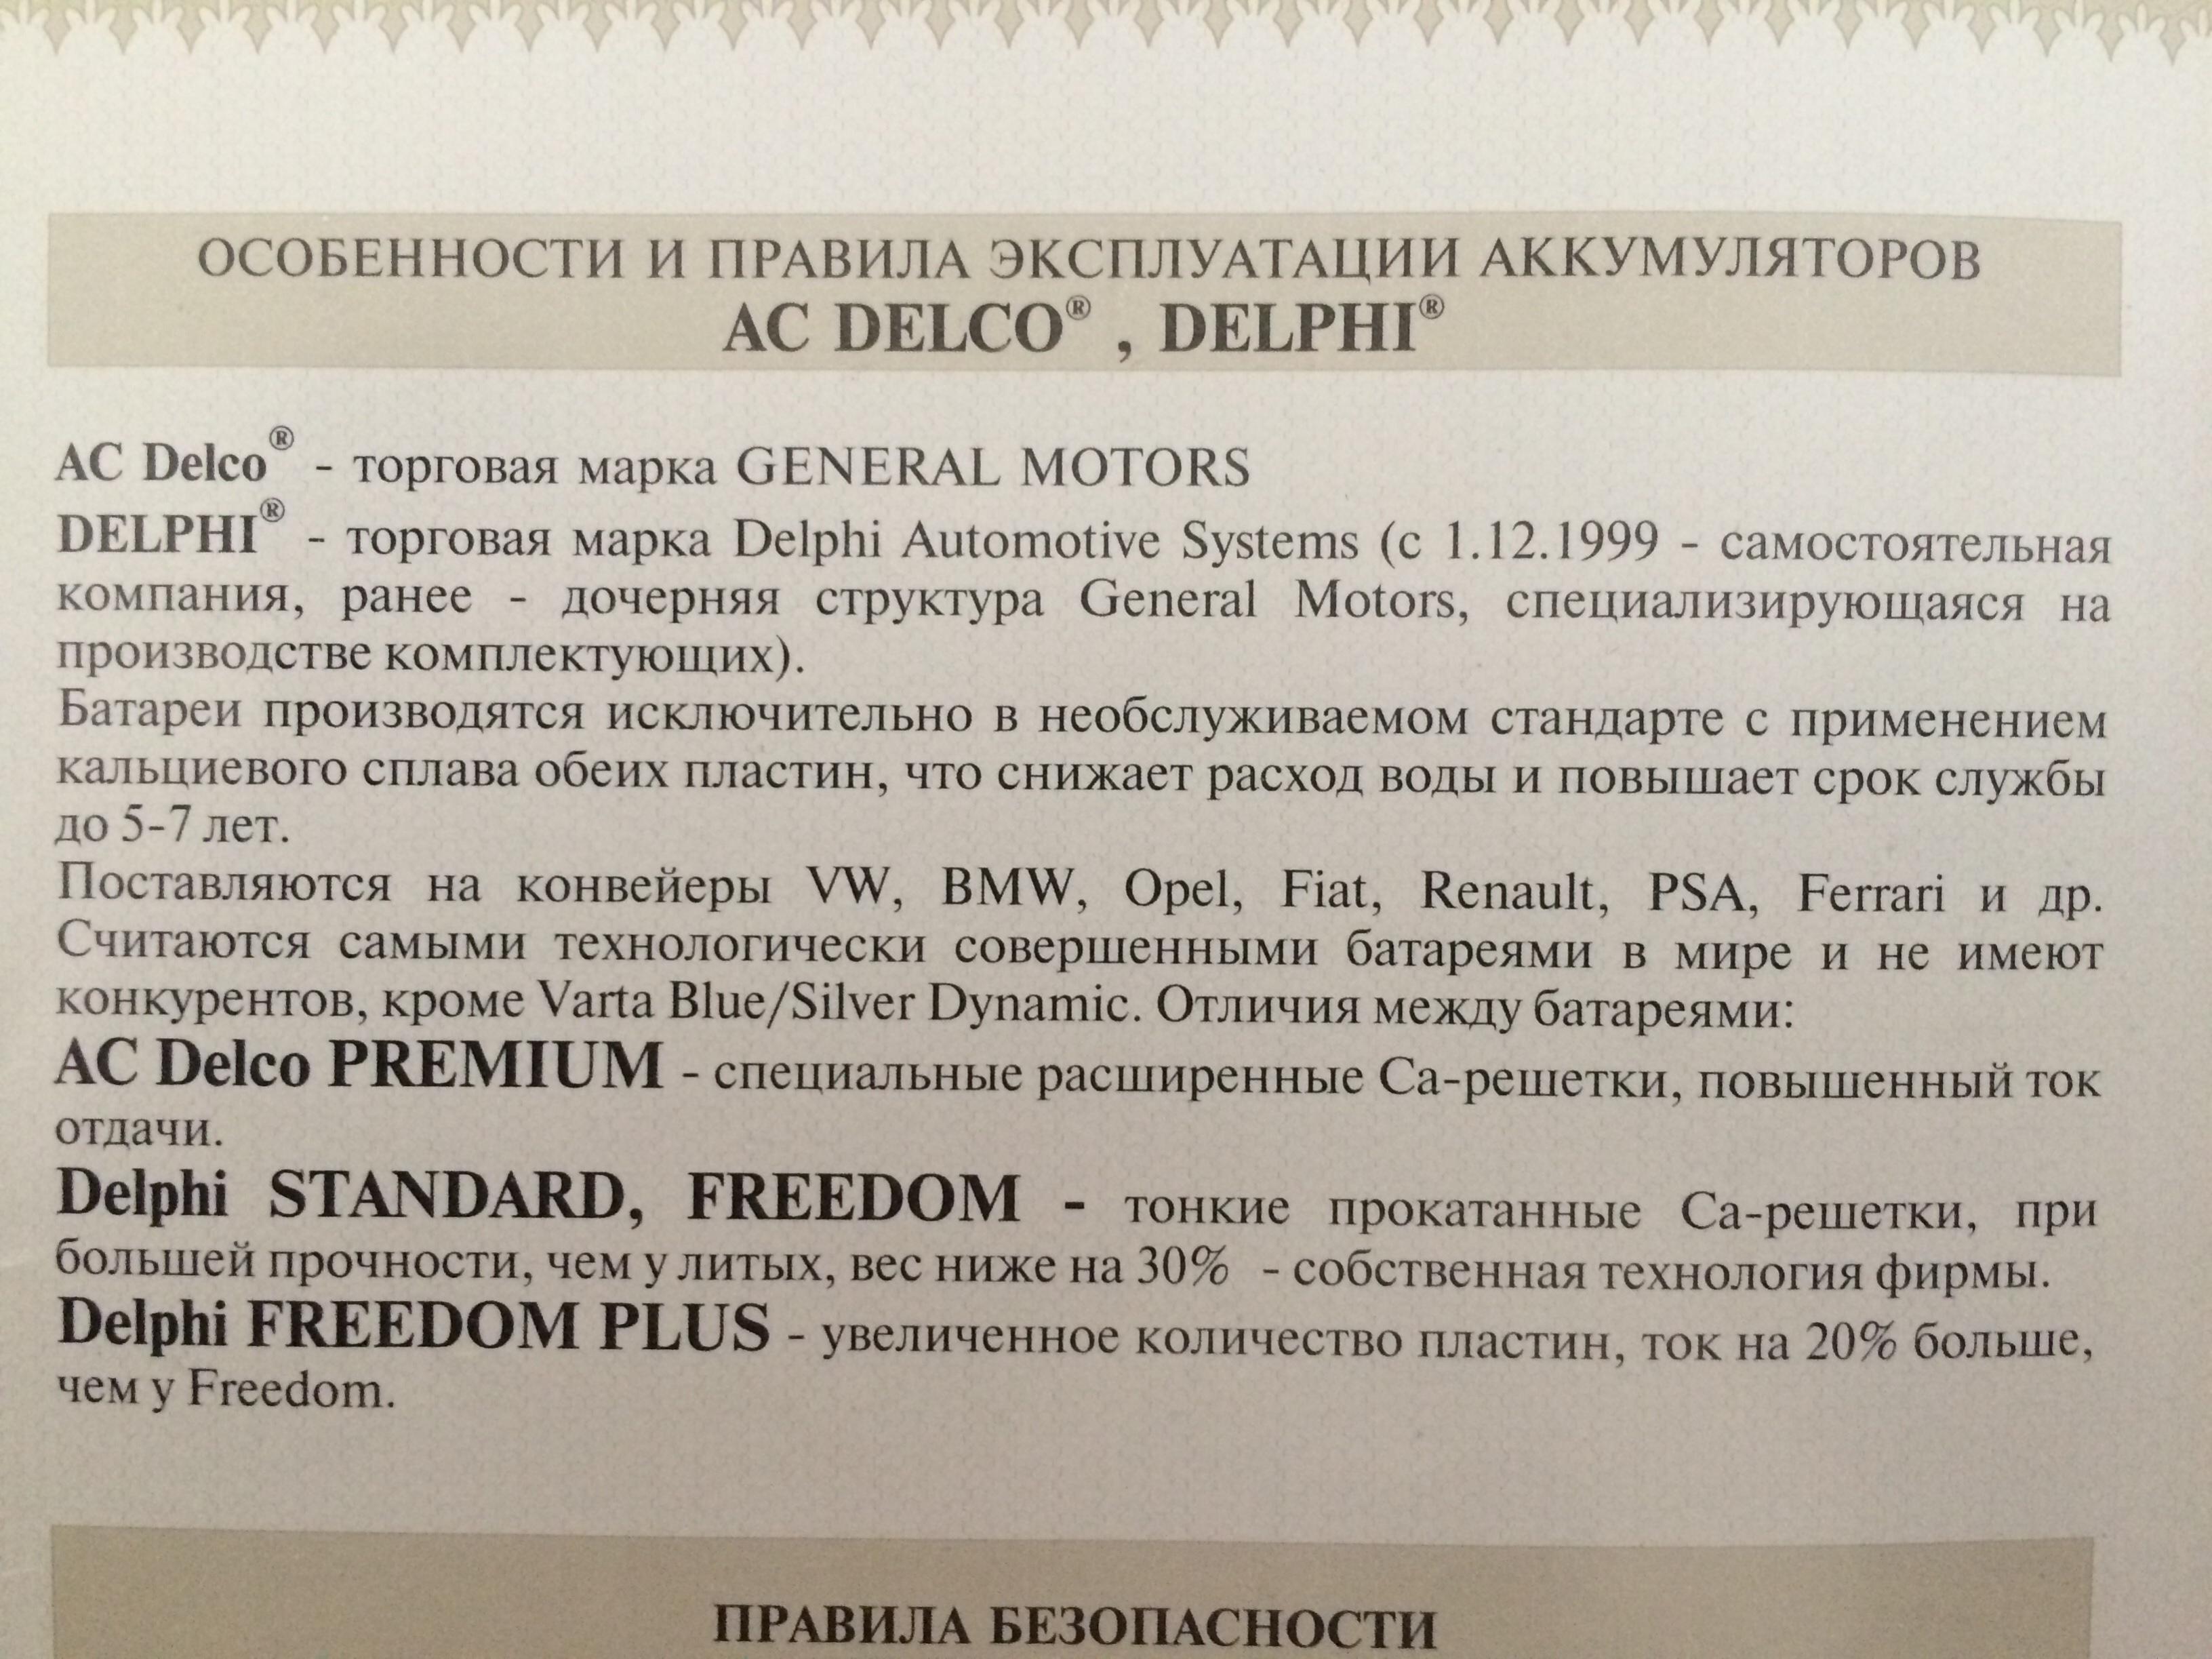 ОСОБЕННОСТИ И ПРАВИЛА ЭКСПЛУАТАЦИИ АККУМУЛЯТОРОВ
AC DELCO® , DELPHI®
AC Delco® - торговая марка GENERAL MOTORS
DELPHI® - торговая марка Delphi Automotive Systems (с 1.12.1999 - самостоятельная
компания, ранее - дочерняя структура General Motors, специализирующаяся на
производстве комплектующих).
Батареи производятся исключительно в необслуживаемом стандарте с применением
кальциевого сплава обеих пластин, что снижает расход воды и повышает срок службы
до 5-7 лет.
Поставляются на конвейеры VW, BMW, Opel, Fiat, Renault, PSA, Ferrari и др.
Считаются самыми технологически совершенными батареями в мире и не имеют
конкурентов, кроме Varta Blue/Silver Dynamic. Отличия между батареями:
AC Delco PREMIUM - специальные расширенные Ca-решетки, повышенный ток
отдачи.
Delphi STANDARD, FREEDOM - тонкие прокатанные Ca-решетки, при
большей прочности, чем у литых, вес ниже на 30% - собственная технология фирмы.
Delphi FREEDOM PLUS - увеличенное количество пластин, ток на 20% больше,
чем у Freedom.
ПРАВИЛА БЕЗОПАСНОСТИ